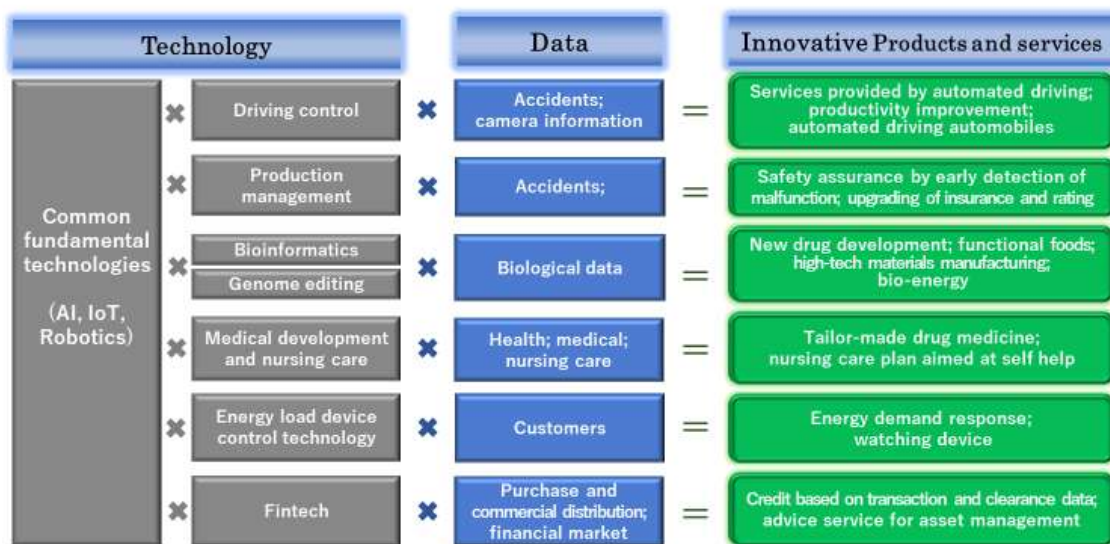 Technology
Data
Innovative Products and services
Common
fundamental
technologies
(AI, IoT,
Robotics)
Driving control
Accidents;
camera information
=
Services provided by automated driving;
productivity improvement;
automated driving automobiles
Production
management
Accidents;
=
Safety assurance by early detection of
malfunction; upgrading of insurance and rating
Bioinformatics
Genome editing
Biological data
=
New drug development; functional foods;
high-tech materials manufacturing;
bio-energy
Medical development
and nursing care
Health; medical;
nursing care
=
Tailor-made drug medicine;
nursing care plan aimed at self help
Energy load device
control technology
Customers
=
Energy demand response;
watching device
Fintech
Purchase and
commercial distribution;
financial market
=
Credit based on transaction and clearance data;
advice service for asset management